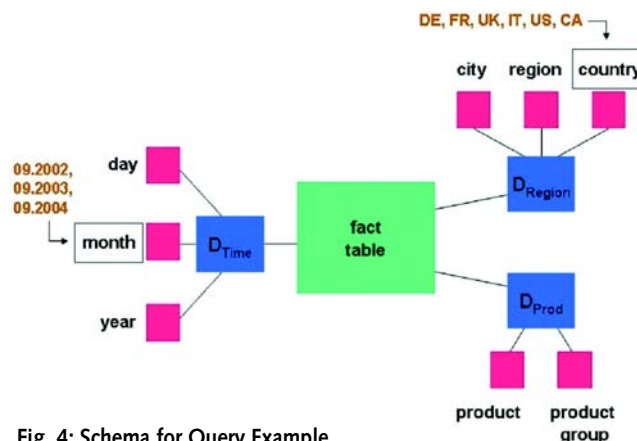 DE, FR, UK, IT, US, CA
city region country
day
09.2002,
09.2003,
09.2004
month
year
D Time
fact
table
D Region
D Prod
product
product
group
Fig. 4: Schema for Query Example